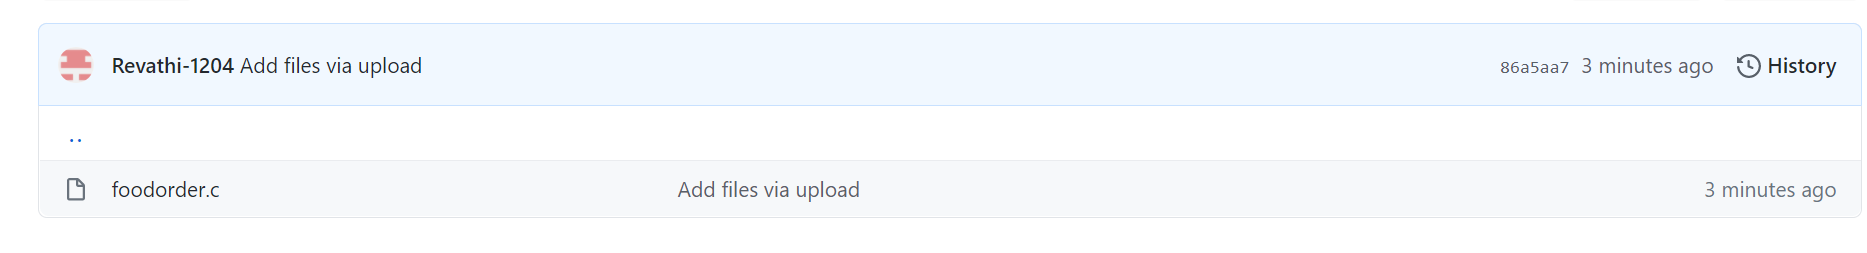 Revathi-1204 Add files via upload 86a5aa7 3 minutes ago History
..
foodorder.c Add files via upload 3 minutes ago